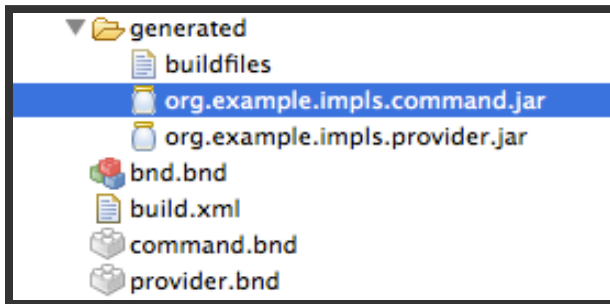 generated
buildfiles
org.example.impls.command.jar
org.example.impls.provider.jar
bnd.bnd
build.xml
command.bnd
provider.bnd